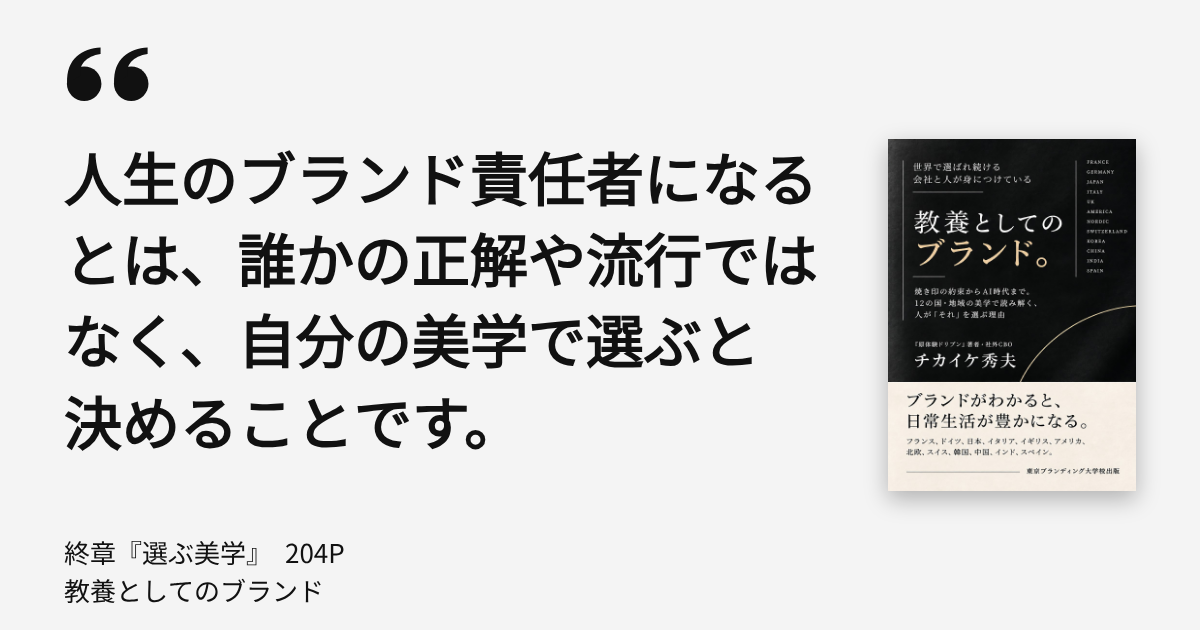 “
人生のブランド責任者になる
とは、誰かの正解や流行では
なく、自分の美学で選ぶと
決めることです。
終章『選ぶ美学』 204P
教養としてのブランド
世界で選ばれ続ける
会社と人が身につけている
教養としての
ブランド。
焼き印の約束からAI時代まで。
12の国・地域の美学で読み解く、
人が「それ」を選ぶ理由
『原体験ドリブン』著者・社外CBO
チカイケ秀夫
FRANCE
GERMANY
JAPAN
ITALY
UK
AMERICA
NORDIC
SWITZERLAND
KOREA
CHINA
INDIA
SPAIN
ブランドがわかると、
日常生活が豊かになる。
フランス、ドイツ、日本、イタリア、イギリス、アメリカ、
北欧、スイス、韓国、中国、インド、スペイン。
東京ブランディング大学校出版